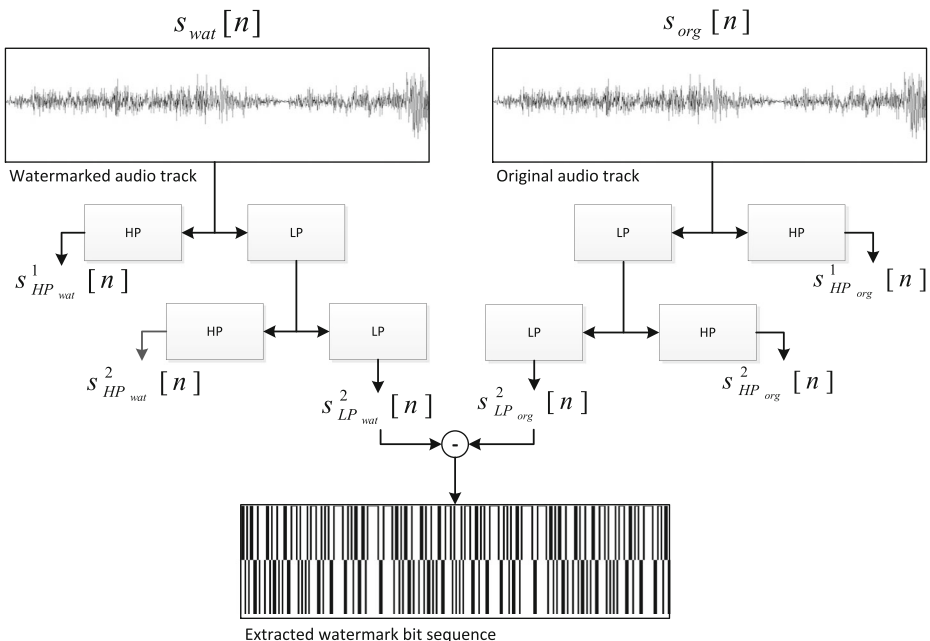 s_wat [n]
s_org [n]
Watermarked audio track
Original audio track
HP
LP
LP
HP
s^1_HP_wat [n]
s^1_HP_org [n]
HP
LP
LP
HP
s^2_HP_wat [n]
s^2_LP_wat [n]
s^2_LP_org [n]
s^2_HP_org [n]
-
Extracted watermark bit sequence